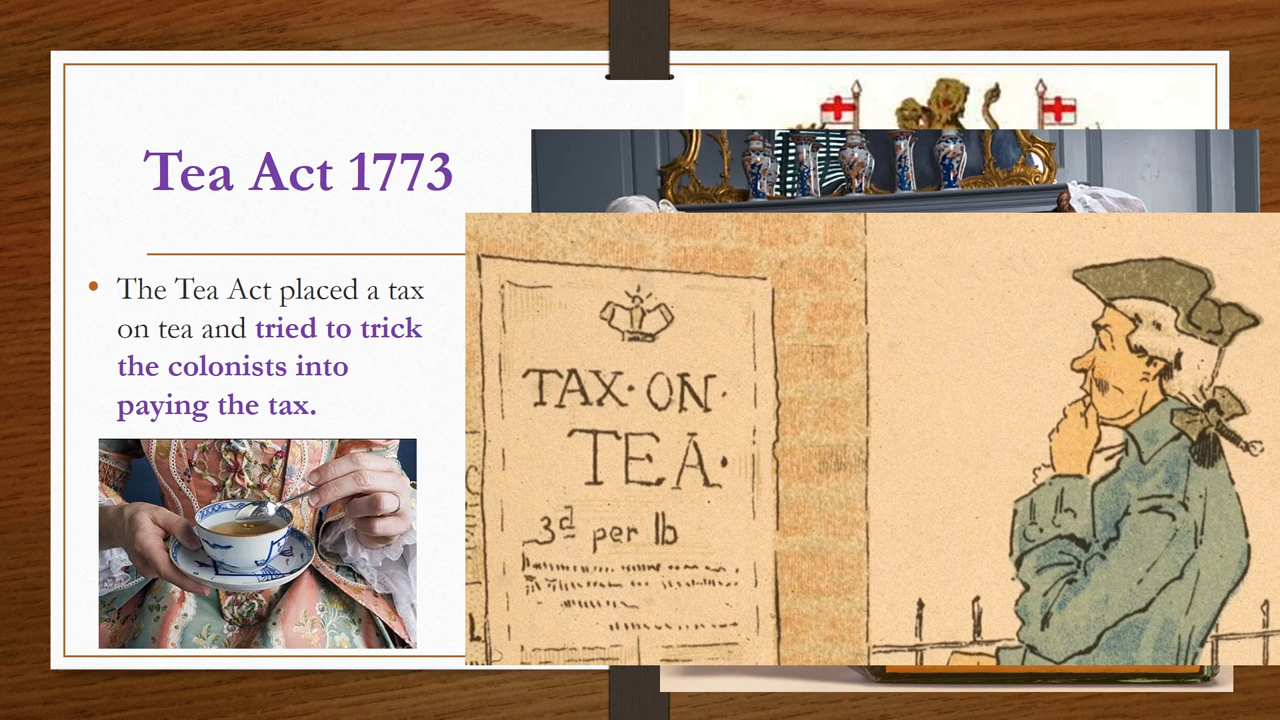 Tea Act 1773
• The Tea Act placed a tax
on tea and tried to trick
the colonists into
paying the tax.
TAX·ON·
TEA·
3d per lb